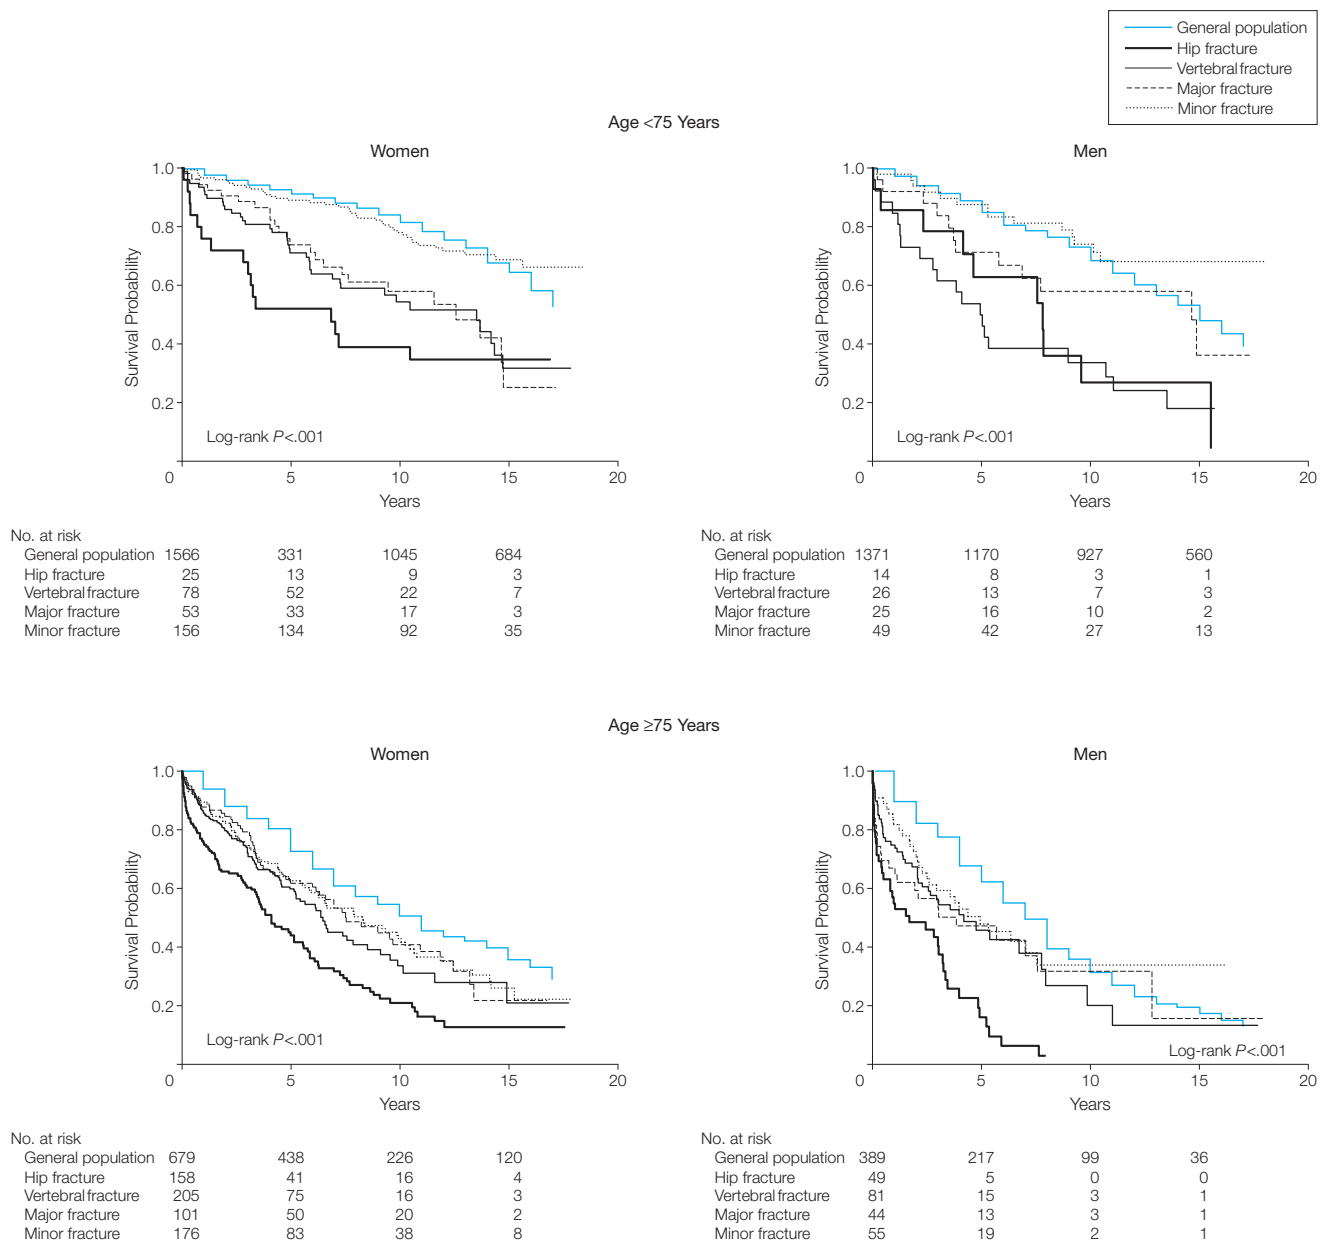 General population
Hip fracture
Vertebral fracture
Major fracture
Minor fracture
Age <75 Years
Women
1.0
0.8
0.6
0.4
0.2
Survival Probability
Log-rank P<.001
0 5 10 15 20
Years
No. at risk
General population 1566 331 1045 684
Hip fracture 25 13 9 3
Vertebral fracture 78 52 22 7
Major fracture 53 33 17 3
Minor fracture 156 134 92 35
Men
1.0
0.8
0.6
0.4
0.2
Survival Probability
Log-rank P<.001
0 5 10 15 20
Years
No. at risk
General population 1371 1170 927 560
Hip fracture 14 8 3 1
Vertebral fracture 26 13 7 3
Major fracture 25 16 10 2
Minor fracture 49 42 27 13
Age ≥75 Years
Women
1.0
0.8
0.6
0.4
0.2
Survival Probability
Log-rank P<.001
0 5 10 15 20
Years
No. at risk
General population 679 438 226 120
Hip fracture 158 41 16 4
Vertebral fracture 205 75 16 3
Major fracture 101 50 20 2
Minor fracture 176 83 38 8
Men
1.0
0.8
0.6
0.4
0.2
Survival Probability
Log-rank P<.001
0 5 10 15 20
Years
No. at risk
General population 389 217 99 36
Hip fracture 49 5 0 0
Vertebral fracture 81 15 3 1
Major fracture 44 13 3 1
Minor fracture 55 19 2 1